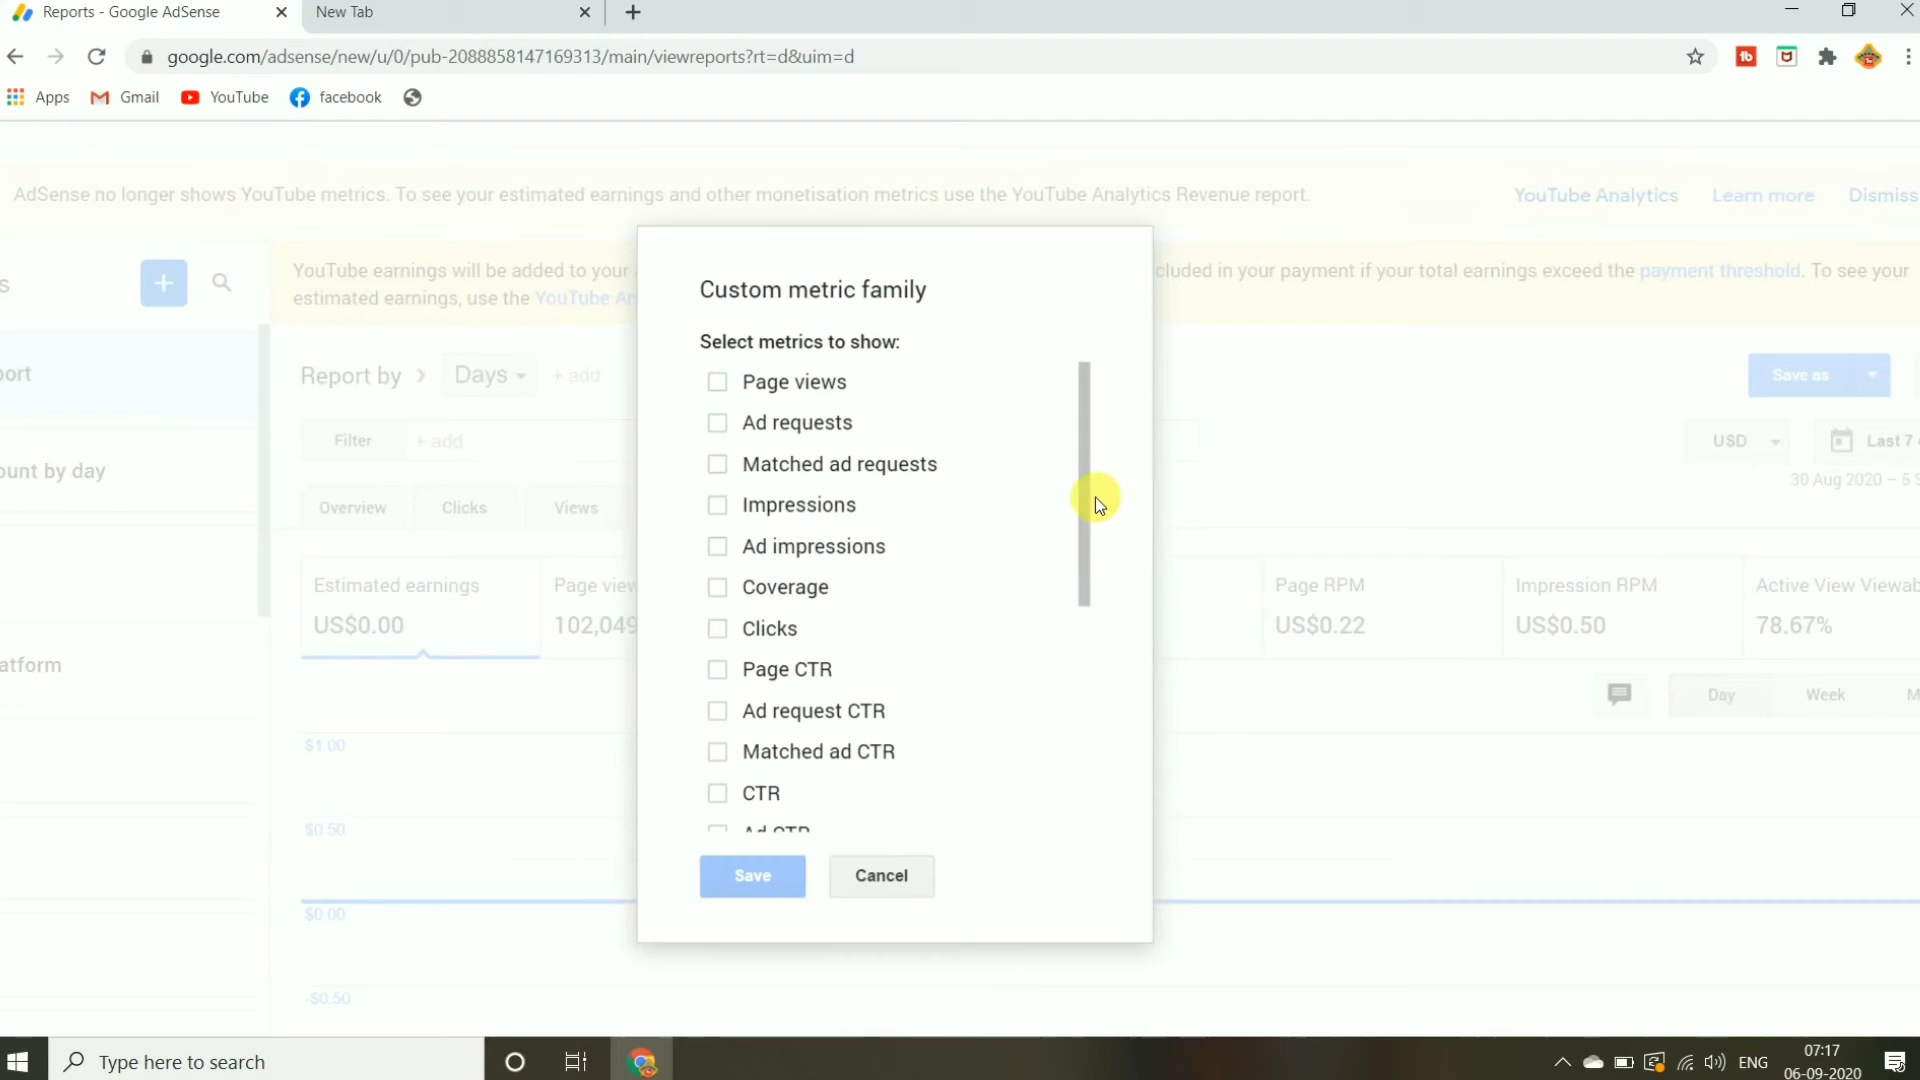 Reports - Google AdSense
New Tab
google.com/adsense/new/u/0/pub-2088858147169313/main/viewreports?rt=d&uim=d
Apps
Gmail
YouTube
facebook
AdSense no longer shows YouTube metrics. To see your estimated earnings and other monetisation metrics use the YouTube Analytics Revenue report.
YouTube Analytics
Learn more
Dismiss
s
YouTube earnings will be added to your
cluded in your payment if your total earnings exceed the payment threshold. To see your
estimated earnings, use the YouTube An
Custom metric family
Select metrics to show:
Page views
Ad requests
Matched ad requests
Impressions
Ad impressions
Coverage
Clicks
Page CTR
Ad request CTR
Matched ad CTR
CTR
Ad CTR
Save
Cancel
ort
Report by
Days
+ add
Save as
Filter
+ add
USD
Last 7
ount by day
30 Aug 2020 – 5 S
Overview
Clicks
Views
Estimated earnings
US$0.00
Page view
102,049
Page RPM
US$0.22
Impression RPM
US$0.50
Active View Viewab
78.67%
atform
Day
Week
M
$1.00
$0.50
$0.00
-$0.50
Type here to search
ENG
07:17
06-09-2020